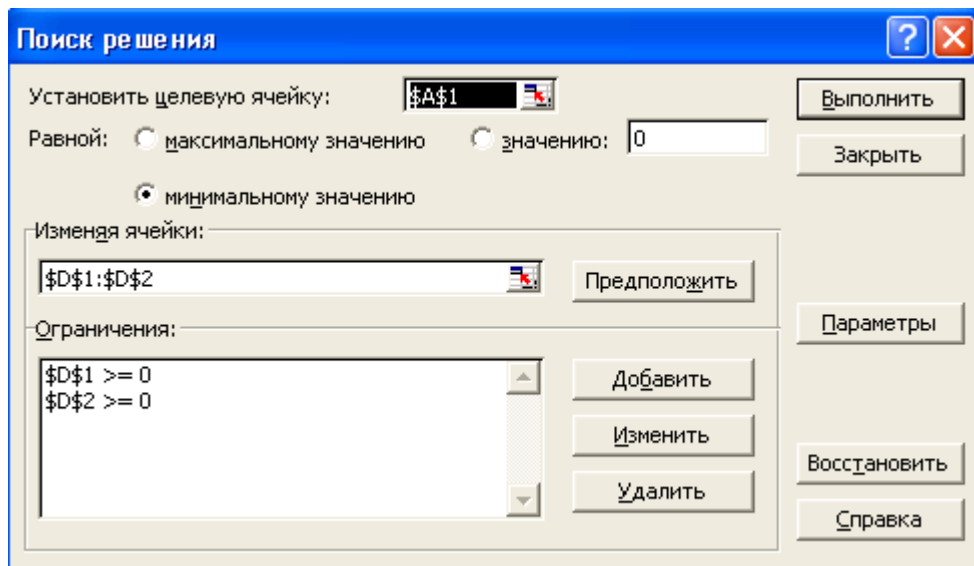 Поиск решения
Установить целевую ячейку: $A$1
Выполнить
Равной: максимальному значению значению: 0
Закрыть
минимальному значению
Изменяя ячейки:
$D$1:$D$2 Предположить
Ограничения:
Параметры
$D$1 >= 0
$D$2 >= 0
Добавить
Изменить
Восстановить
Удалить
Справка